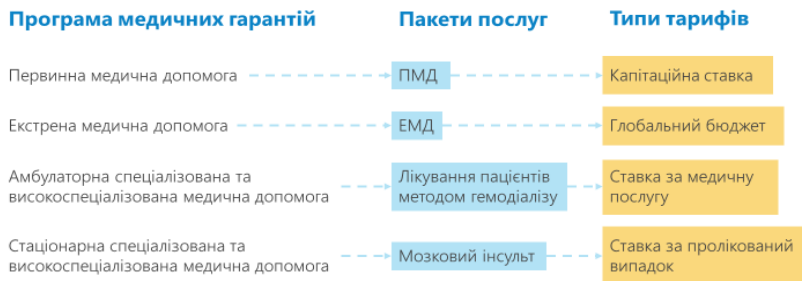 Програма медичних гарантій
Пакети послуг
Типи тарифів
Первинна медична допомога
ПМД
Капітаційна ставка
Екстрена медична допомога
ЕМД
Глобальний бюджет
Амбулаторна спеціалізована та
високоспеціалізована медична допомога
Лікування пацієнтів
методом гемодіалізу
Ставка за медичну
послугу
Стаціонарна спеціалізована та
високоспеціалізована медична допомога
Мозковий інсульт
Ставка за пролікований
випадок